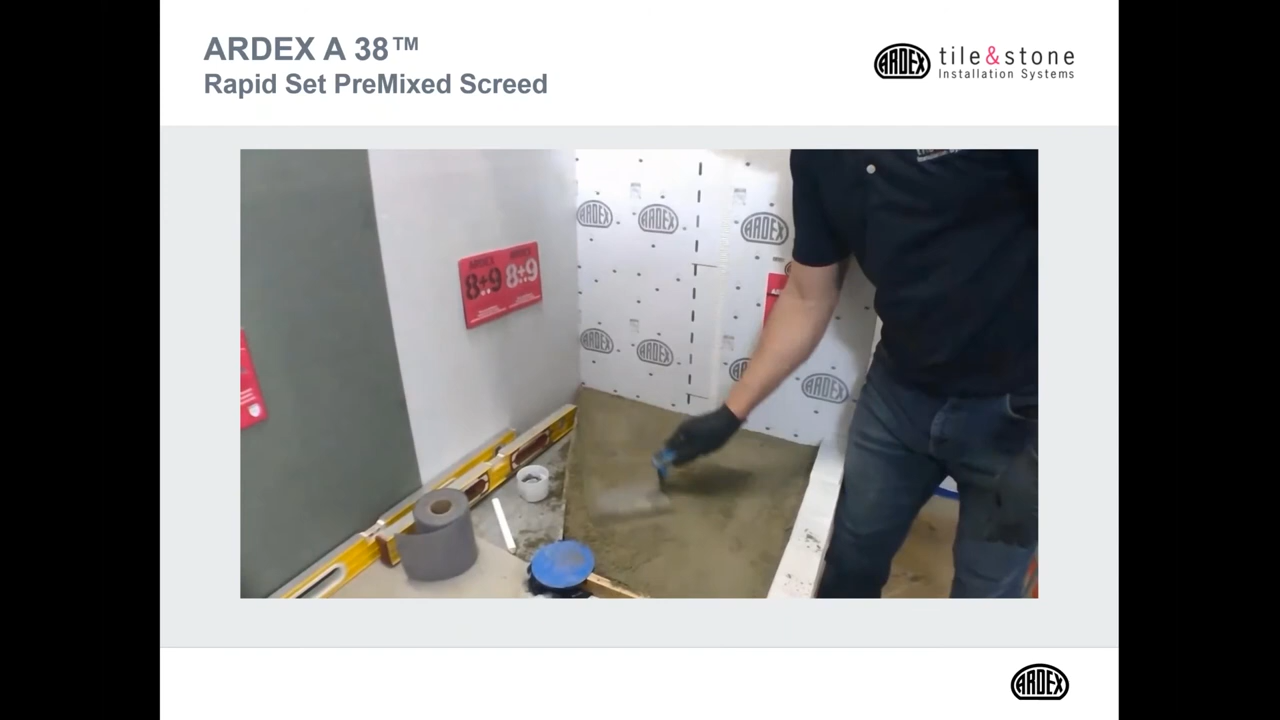 ARDEX A 38™
Rapid Set PreMixed Screed
ARDEX tile&stone
Installation Systems
ARDEX ARDEX
8+9 8+9
ARDEX ARDEX ARDEX
ARDEX ARDEX ARDEX
ARDEX